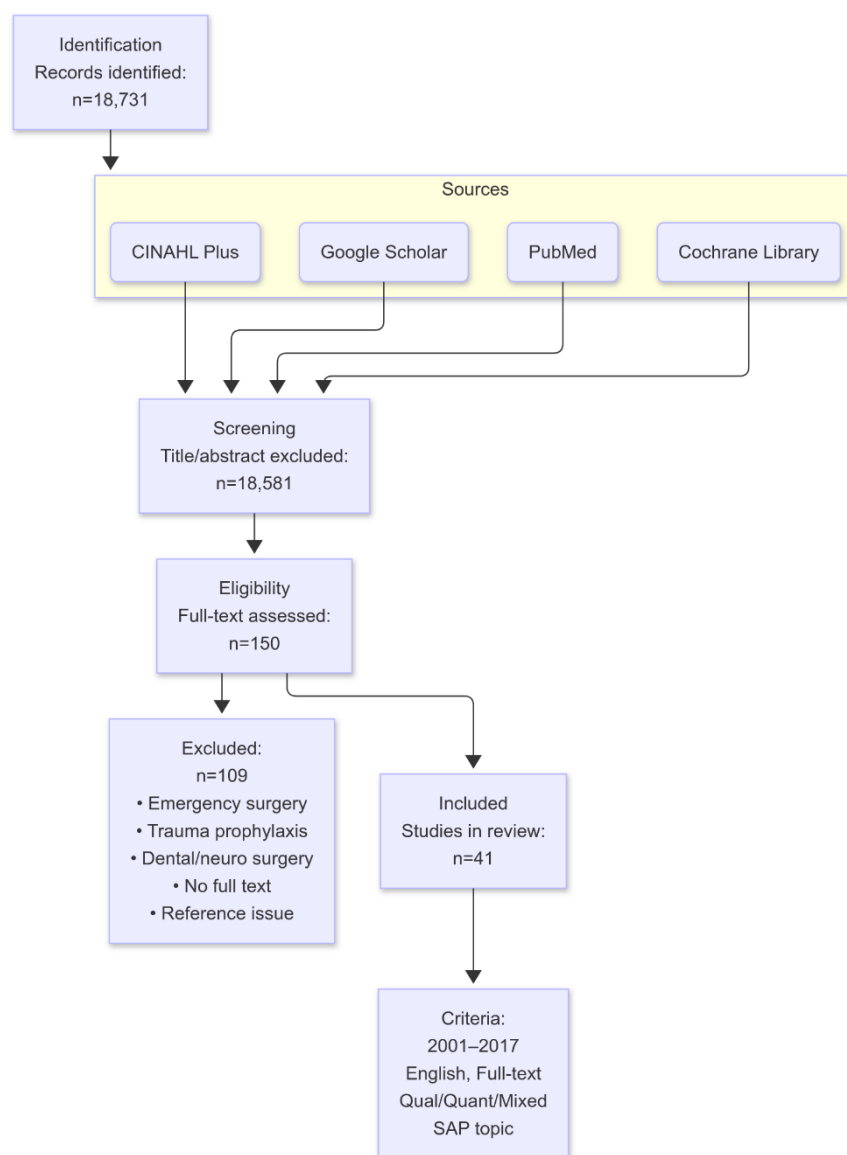 Identification
Records identified:
n=18,731
Sources
CINAHL Plus
Google Scholar
PubMed
Cochrane Library
Screening
Title/abstract excluded:
n=18,581
Eligibility
Full-text assessed:
n=150
Excluded:
n=109
• Emergency surgery
• Trauma prophylaxis
• Dental/neuro surgery
• No full text
• Reference issue
Included
Studies in review:
n=41
Criteria:
2001–2017
English, Full-text
Qual/Quant/Mixed
SAP topic